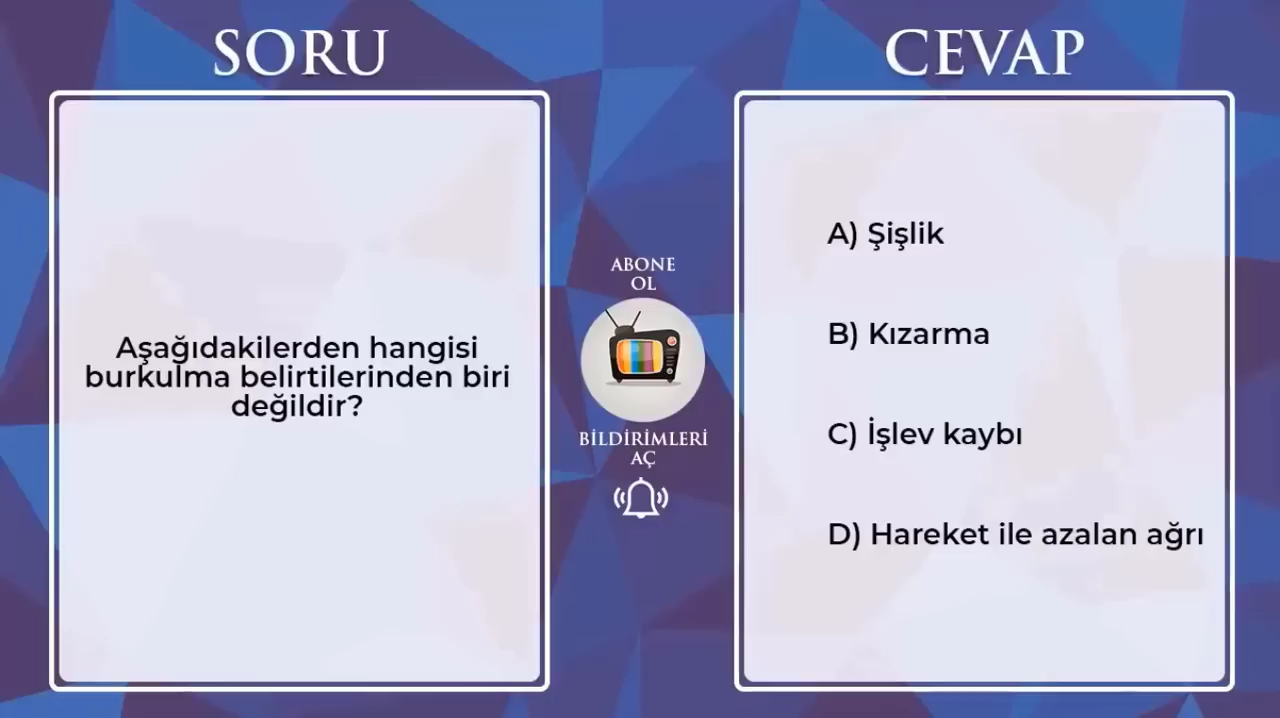 SORU
Aşağıdakilerden hangisi
burkulma belirtilerinden biri
değildir?
ABONE
OL
BİLDİRİMLERİ
AÇ
CEVAP
A) Şişlik
B) Kızarma
C) İşlev kaybı
D) Hareket ile azalan ağrı